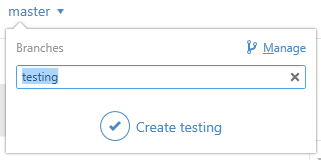 master
Branches Manage
testing
Create testing